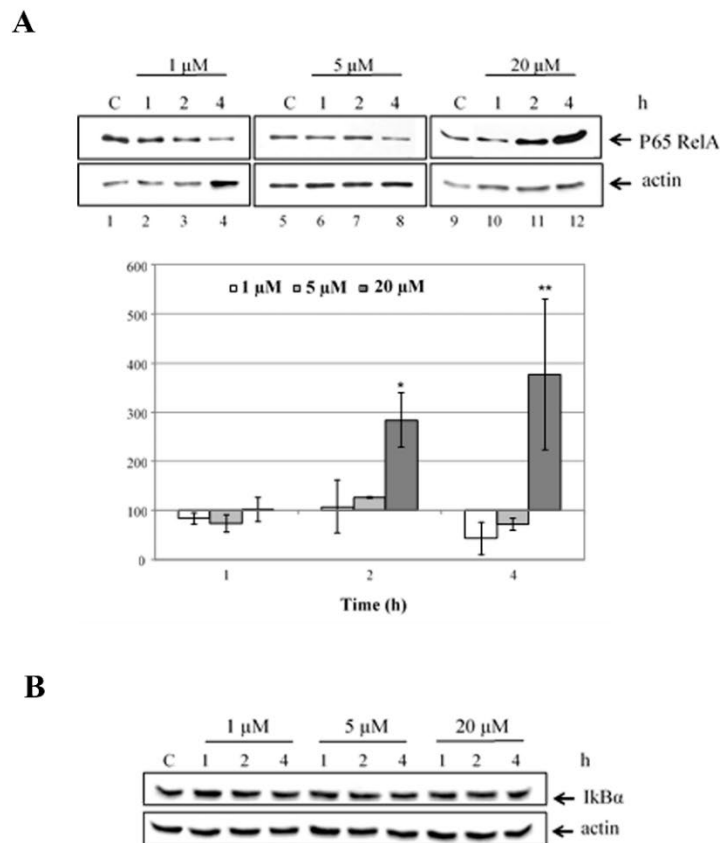 A
1 µM 5 µM 20 µM
C 1 2 4 C 1 2 4 C 1 2 4 h
P65 RelA
actin
1 2 3 4 5 6 7 8 9 10 11 12
600
1 µM 5 µM 20 µM
**
500
400
*
300
200
100
0
1 2 4
Time (h)
B
1 µM 5 µM 20 µM
C 1 2 4 1 2 4 1 2 4 h
IkBα
actin